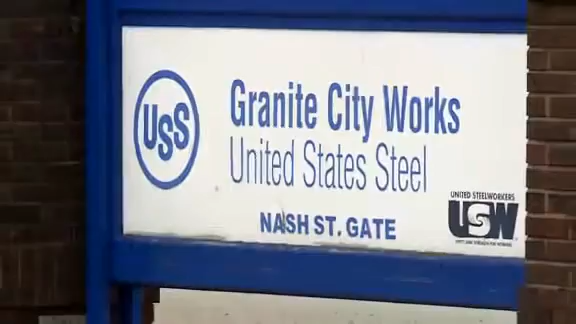 USS
Granite City Works
United States Steel
NASH ST. GATE
UNITED STEELWORKERS
USW